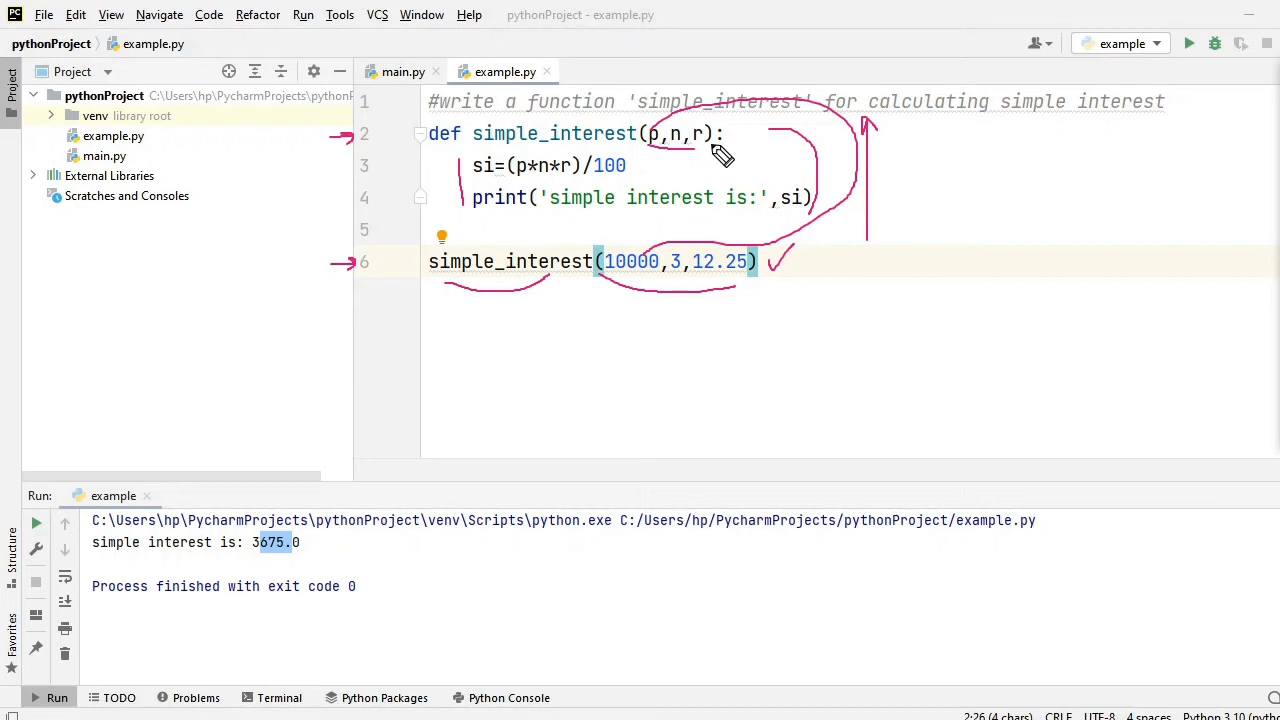 PC File Edit View Navigate Code Refactor Run Tools VCS Window Help pythonProject - example.py
pythonProject example.py example
Project Project main.py example.py
pythonProject C:\Users\hp\PycharmProjects\pythonP
venv library root
example.py
main.py
External Libraries
Scratches and Consoles
1 #write a function 'simple_interest' for calculating simple interest
2 def simple_interest(p,n,r):
3 si=(p*n*r)/100
4 print('simple interest is:',si)
5
6 simple_interest(10000,3,12.25)
Run: example
C:\Users\hp\PycharmProjects\pythonProject\venv\Scripts\python.exe C:/Users/hp/PycharmProjects/pythonProject/example.py
simple interest is: 3675.0
Process finished with exit code 0
Structure
Favorites
Run TODO Problems Terminal Python Packages Python Console
2:26 (4 chars) CRLF UTF-8 4 spaces Python 3.10 (pytho